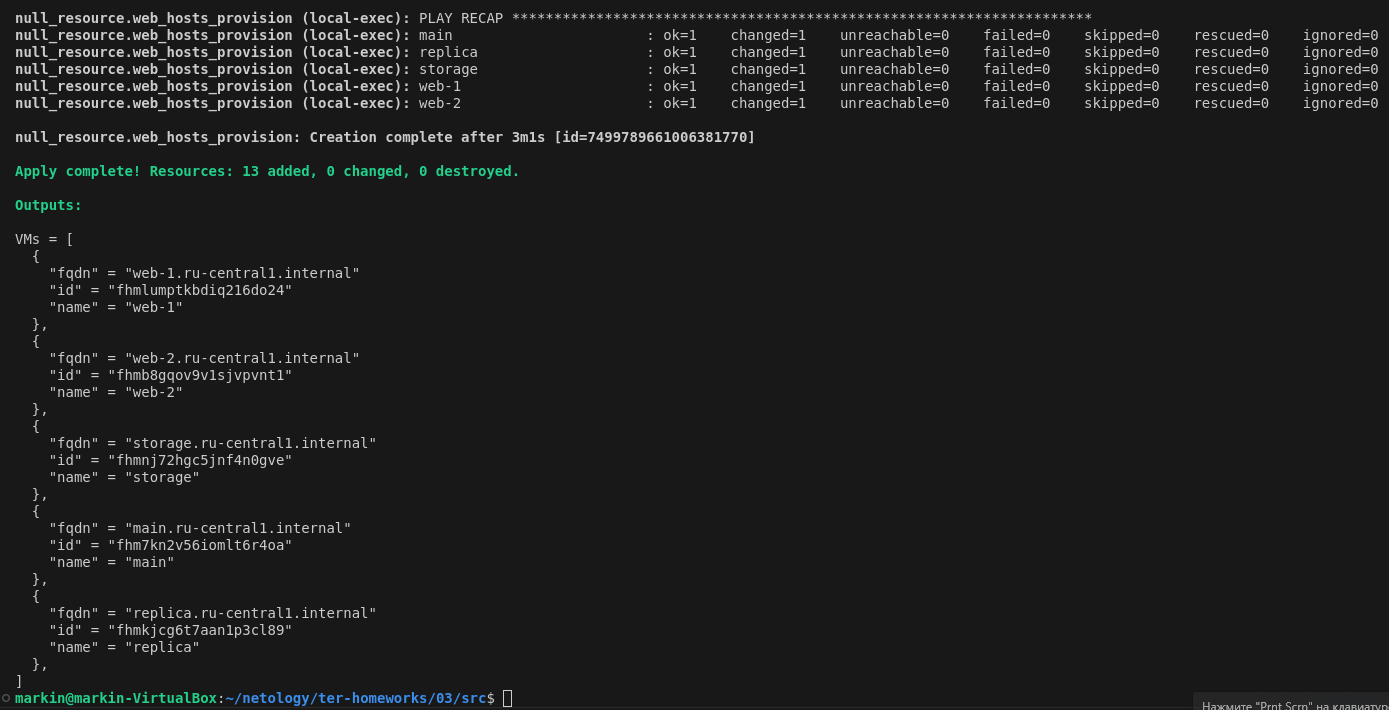 null_resource.web_hosts_provision (local-exec): PLAY RECAP *********************************************************************
null_resource.web_hosts_provision (local-exec): main                       : ok=1    changed=1    unreachable=0    failed=0    skipped=0    rescued=0    ignored=0
null_resource.web_hosts_provision (local-exec): replica                    : ok=1    changed=1    unreachable=0    failed=0    skipped=0    rescued=0    ignored=0
null_resource.web_hosts_provision (local-exec): storage                    : ok=1    changed=1    unreachable=0    failed=0    skipped=0    rescued=0    ignored=0
null_resource.web_hosts_provision (local-exec): web-1                      : ok=1    changed=1    unreachable=0    failed=0    skipped=0    rescued=0    ignored=0
null_resource.web_hosts_provision (local-exec): web-2                      : ok=1    changed=1    unreachable=0    failed=0    skipped=0    rescued=0    ignored=0
null_resource.web_hosts_provision: Creation complete after 3m1s [id=7499789661006381770]
Apply complete! Resources: 13 added, 0 changed, 0 destroyed.
Outputs:
VMs = [
  {
    "fqdn" = "web-1.ru-central1.internal"
    "id" = "fhmlumptkbdiq216do24"
    "name" = "web-1"
  },
  {
    "fqdn" = "web-2.ru-central1.internal"
    "id" = "fhmb8gqov9v1sjvpvnt1"
    "name" = "web-2"
  },
  {
    "fqdn" = "storage.ru-central1.internal"
    "id" = "fhmnj72hgc5jnf4n0gve"
    "name" = "storage"
  },
  {
    "fqdn" = "main.ru-central1.internal"
    "id" = "fhm7kn2v56iomlt6r4oa"
    "name" = "main"
  },
  {
    "fqdn" = "replica.ru-central1.internal"
    "id" = "fhmkjcg6t7aan1p3cl89"
    "name" = "replica"
  },
]
markin@markin-VirtualBox:~/netology/ter-homeworks/03/src$
Нажмите "Prnt Scrn" на клавиатур